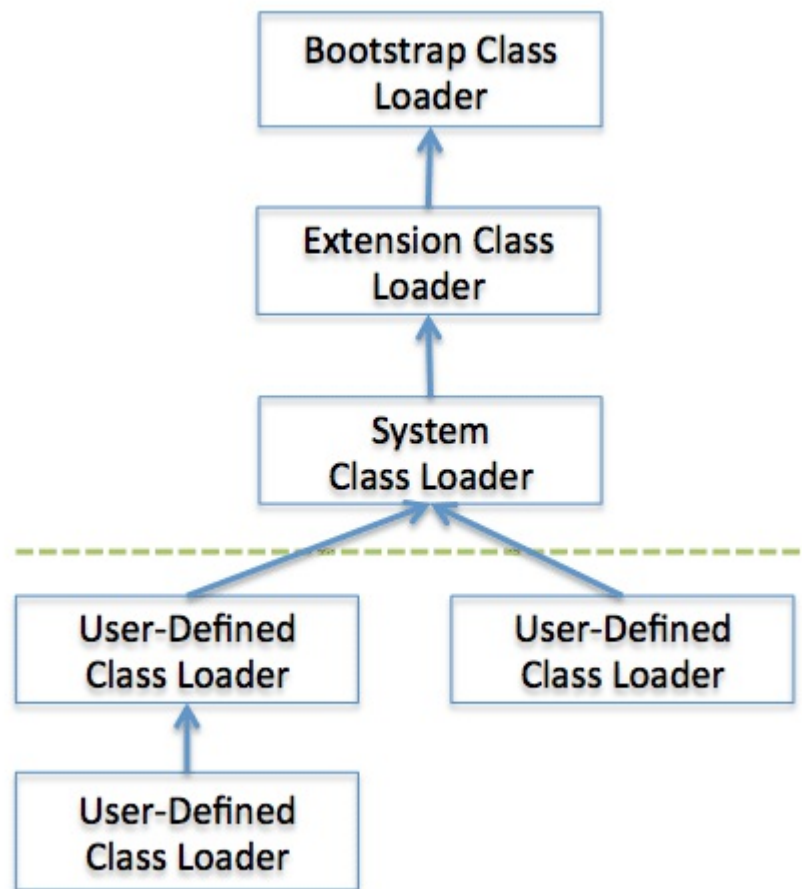 Bootstrap Class
Loader
Extension Class
Loader
System
Class Loader
User-Defined
Class Loader
User-Defined
Class Loader
User-Defined
Class Loader